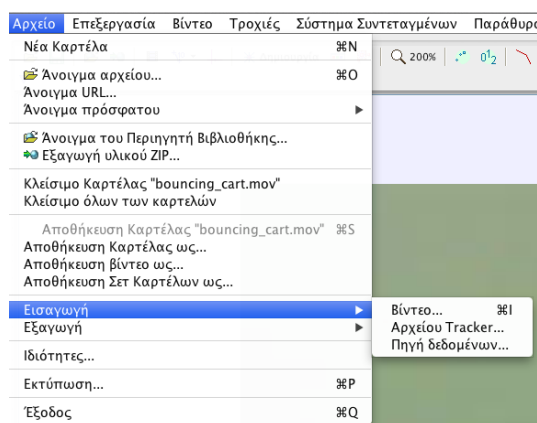 Αρχείο Επεξεργασία Βίντεο Τροχιές Σύστημα Συντεταγμένων Παράθυρο
Νέα Καρτέλα ⌘N
200% 0¹2
Άνοιγμα αρχείου... ⌘O
Άνοιγμα URL...
Άνοιγμα πρόσφατου
Άνοιγμα του Περιηγητή Βιβλιοθήκης...
Εξαγωγή υλικού ZIP...
Κλείσιμο Καρτέλας "bouncing_cart.mov"
Κλείσιμο όλων των καρτελών
Αποθήκευση Καρτέλας "bouncing_cart.mov" ⌘S
Αποθήκευση Καρτέλας ως...
Αποθήκευση βίντεο ως...
Αποθήκευση Σετ Καρτέλων ως...
Εισαγωγή
Εξαγωγή
Ιδιότητες...
Εκτύπωση... ⌘P
Έξοδος ⌘Q
Βίντεο... ⌘I
Αρχείου Tracker...
Πηγή δεδομένων...